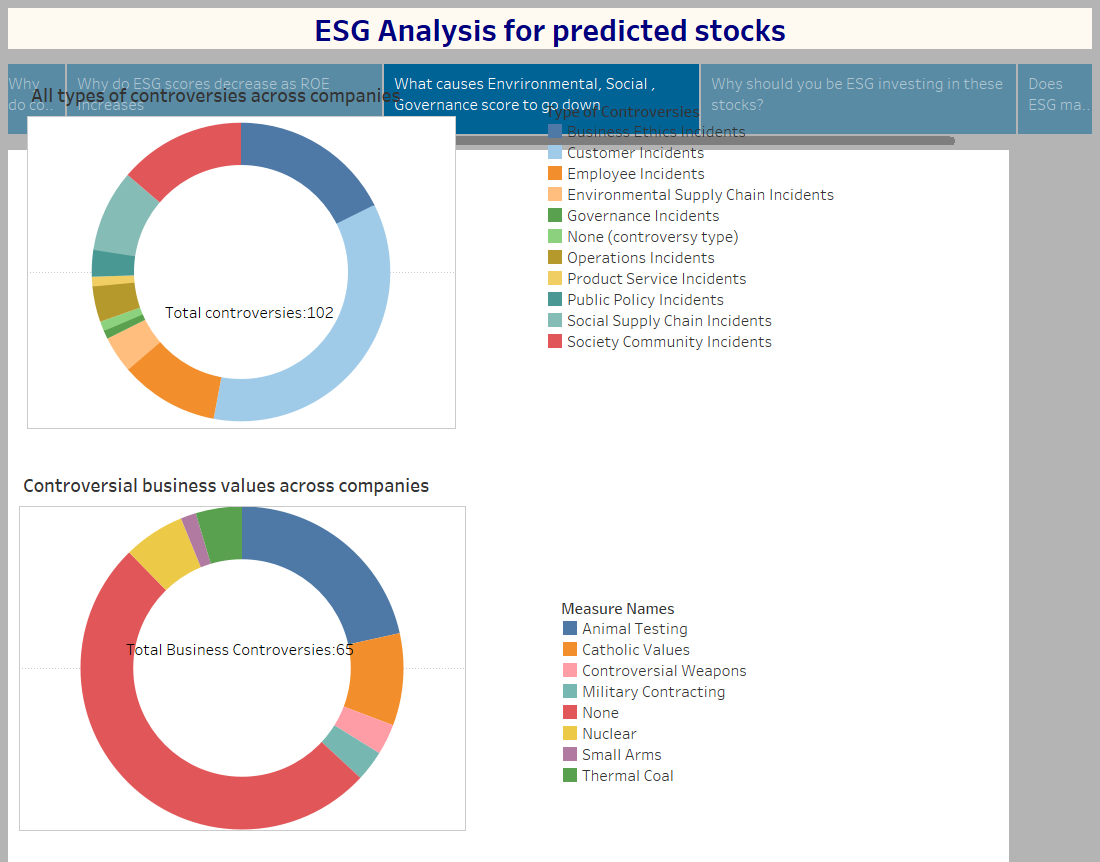 ESG Analysis for predicted stocks
Why
do co..
Why do ESG scores decrease as ROE
increases
What causes Envrironmental, Social ,
Governance score to go down
Why should you be ESG investing in these
stocks?
Does
ESG ma..
All types of controversies across companies
Total controversies:102
Type of Controversies
Business Ethics Incidents
Customer Incidents
Employee Incidents
Environmental Supply Chain Incidents
Governance Incidents
None (controversy type)
Operations Incidents
Product Service Incidents
Public Policy Incidents
Social Supply Chain Incidents
Society Community Incidents
Controversial business values across companies
Total Business Controversies:65
Measure Names
Animal Testing
Catholic Values
Controversial Weapons
Military Contracting
None
Nuclear
Small Arms
Thermal Coal